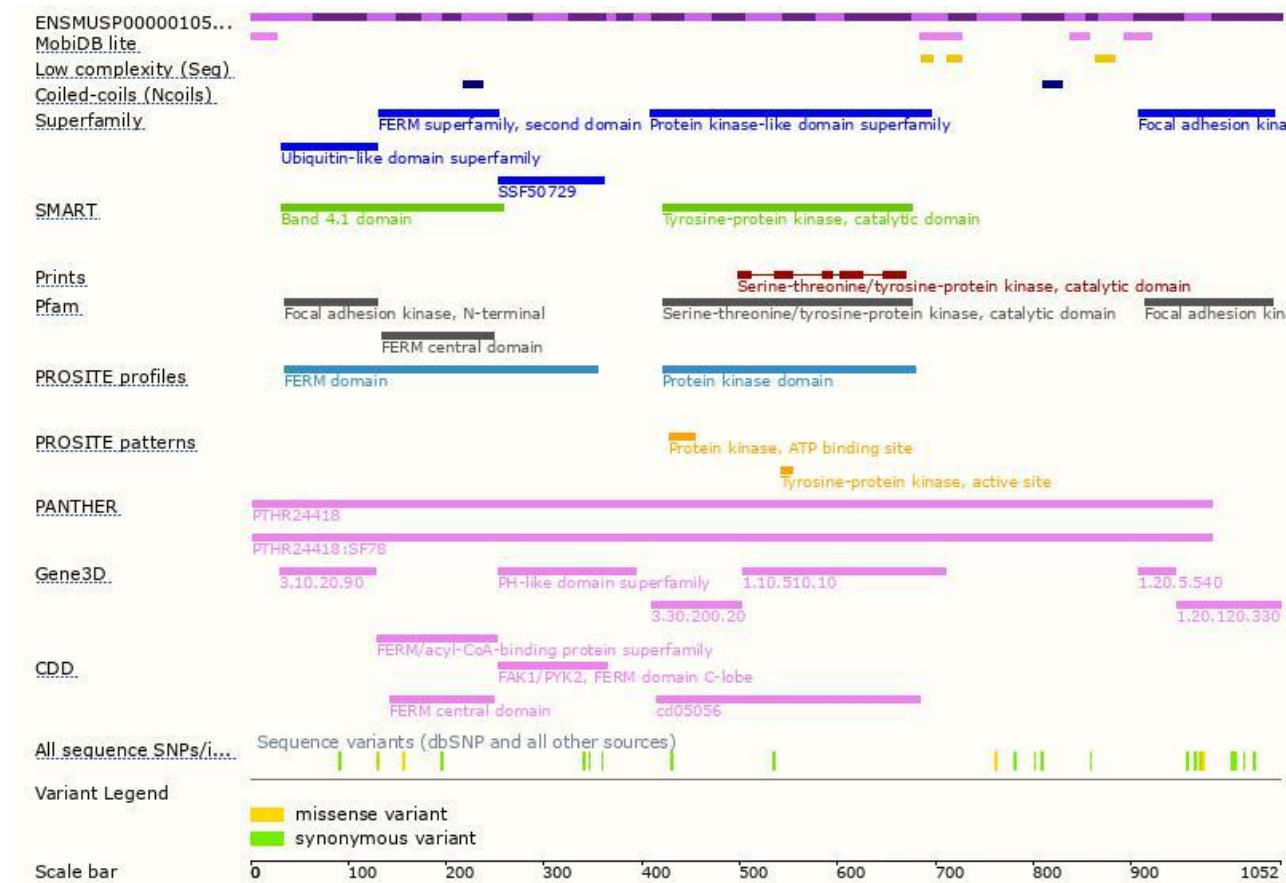 ENSMUSP00000105...
MobiDB lite
Low complexity (Seg)
Coiled-coils (Ncoils)
Superfamily
FERM superfamily, second domain Protein kinase-like domain superfamily Focal adhesion kina
Ubiquitin-like domain superfamily
SSF50729
SMART
Band 4.1 domain Tyrosine-protein kinase, catalytic domain
Prints
Serine-threonine/tyrosine-protein kinase, catalytic domain
Pfam
Focal adhesion kinase, N-terminal Serine-threonine/tyrosine-protein kinase, catalytic domain Focal adhesion kin
FERM central domain
PROSITE profiles
FERM domain Protein kinase domain
PROSITE patterns
Protein kinase, ATP binding site
Tyrosine-protein kinase, active site
PANTHER
PTHR24418
PTHR24418:SF78
Gene3D
3.10.20.90 PH-like domain superfamily 1.10.510.10 1.20.5.540
3.30.200.20 1.20.120.330
FERM/acyl-CoA-binding protein superfamily
CDD
FAK1/PYK2, FERM domain C-lobe
FERM central domain cd05056
All sequence SNPs/i... Sequence variants (dbSNP and all other sources)
Variant Legend
missense variant
synonymous variant
Scale bar 0 100 200 300 400 500 600 700 800 900 1052